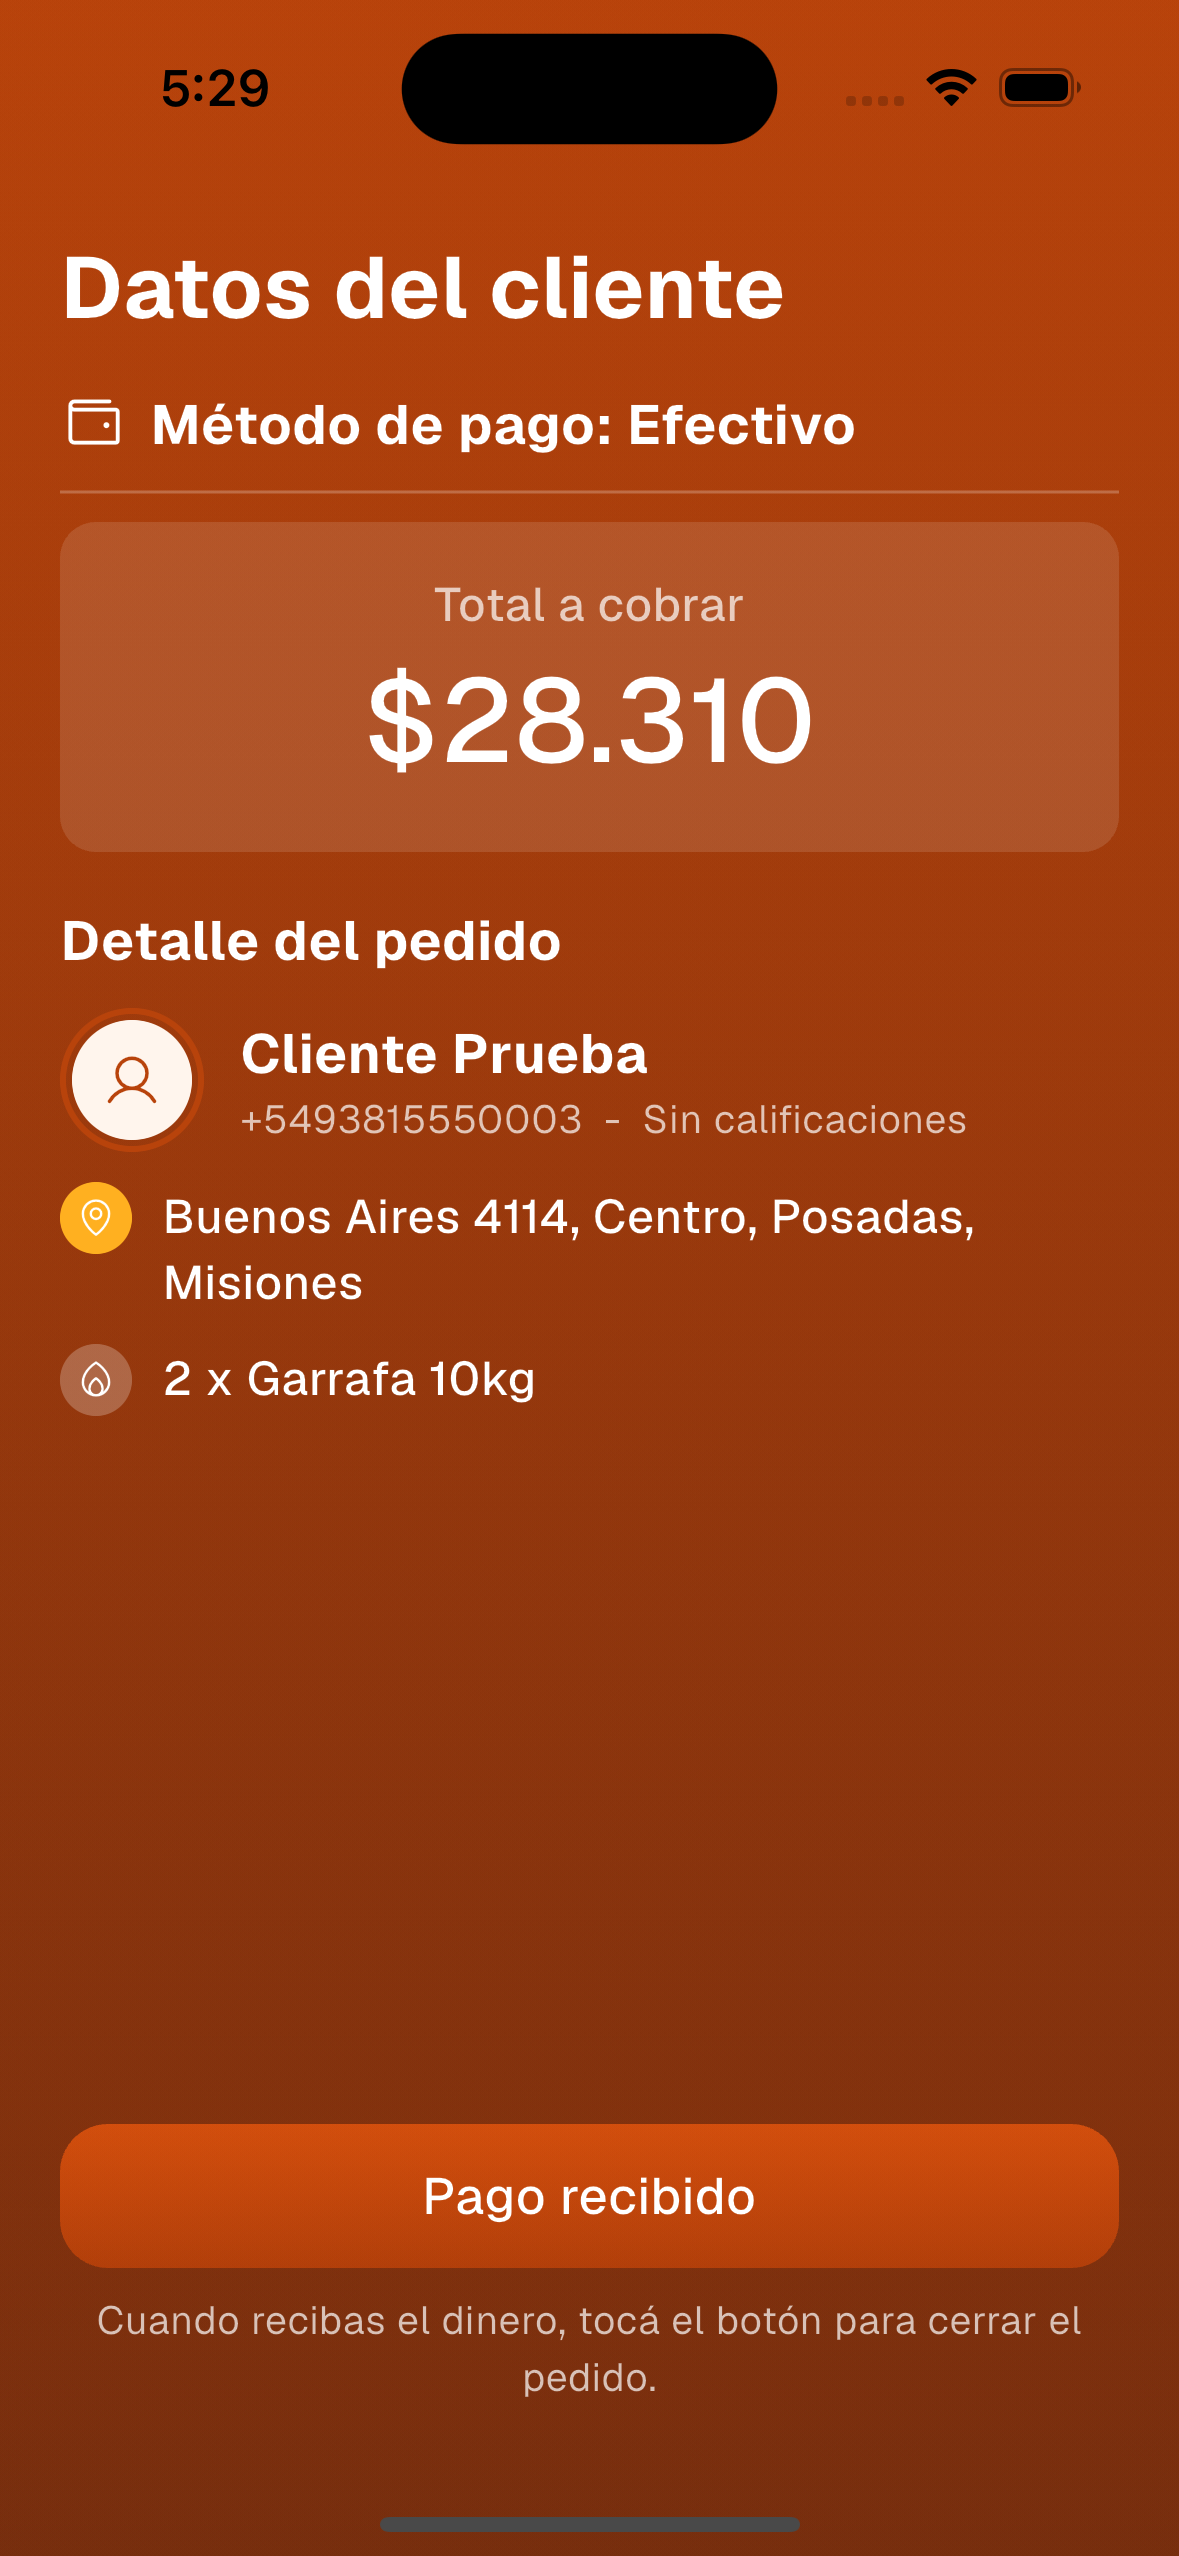 5:29
Datos del cliente
Método de pago: Efectivo
Total a cobrar
$28.310
Detalle del pedido
Cliente Prueba
+5493815550003 - Sin calificaciones
Buenos Aires 4114, Centro, Posadas,
Misiones
2 x Garrafa 10kg
Pago recibido
Cuando recibas el dinero, tocá el botón para cerrar el
pedido.